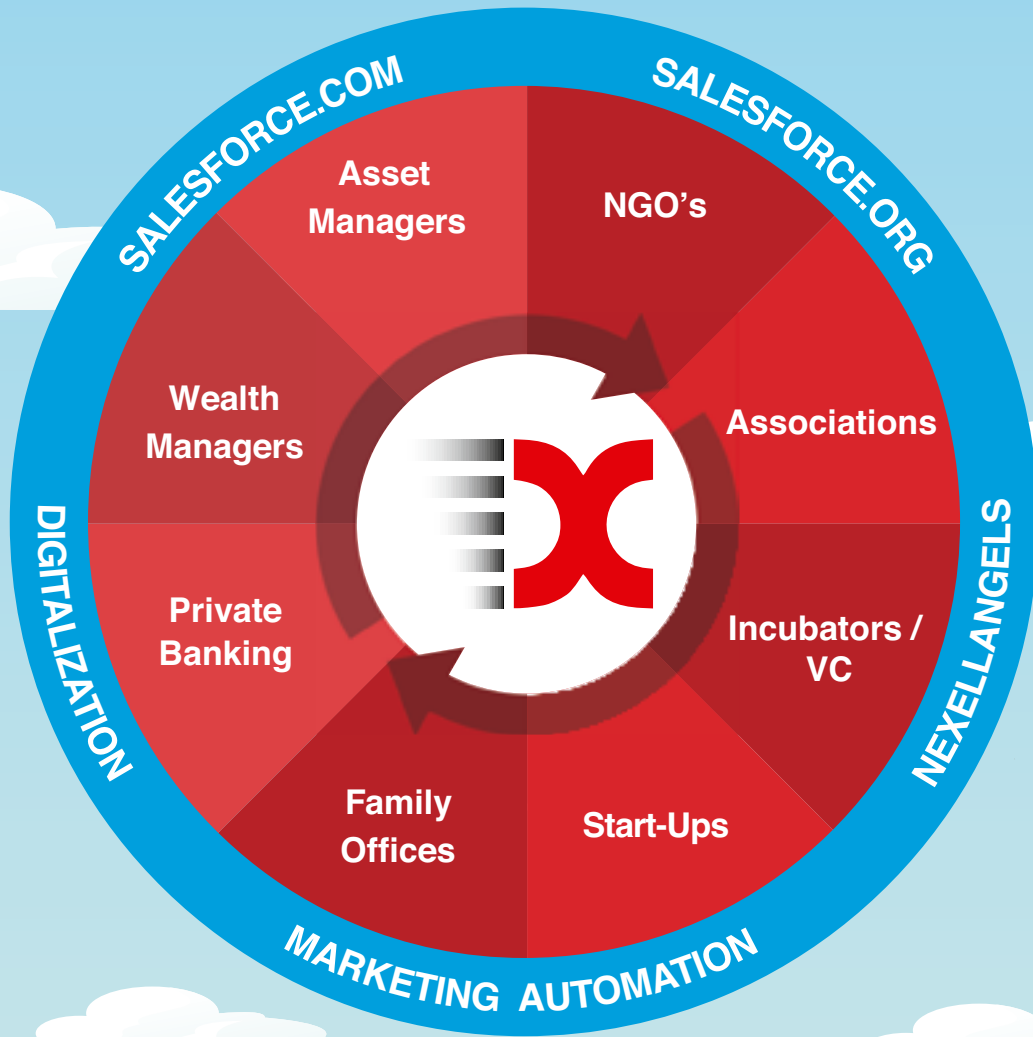 SALESFORCE.COM
SALESFORCE.ORG
NEXELLANGELS
MARKETING AUTOMATION
DIGITALIZATION
Asset
Managers
NGO’s
Associations
Incubators /
VC
Start-Ups
Family
Offices
Private
Banking
Wealth
Managers